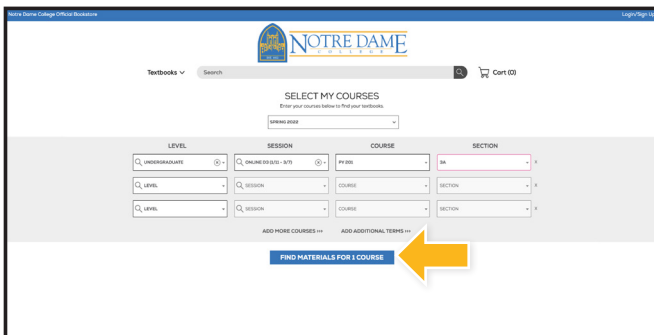 Notre Dame College Official Bookstore Login/Sign Up
NOTRE DAME
COLLEGE
Textbooks Search Cart (0)
SELECT MY COURSES
Enter your courses below to find your textbooks.
SPRING 2022
LEVEL SESSION COURSE SECTION
UNDERGRADUATE ONLINE D3 (1/11 - 3/7) PY 201 3A X
LEVEL SESSION COURSE SECTION X
LEVEL SESSION COURSE SECTION X
ADD MORE COURSES >>> ADD ADDITIONAL TERMS >>>
FIND MATERIALS FOR 1 COURSE